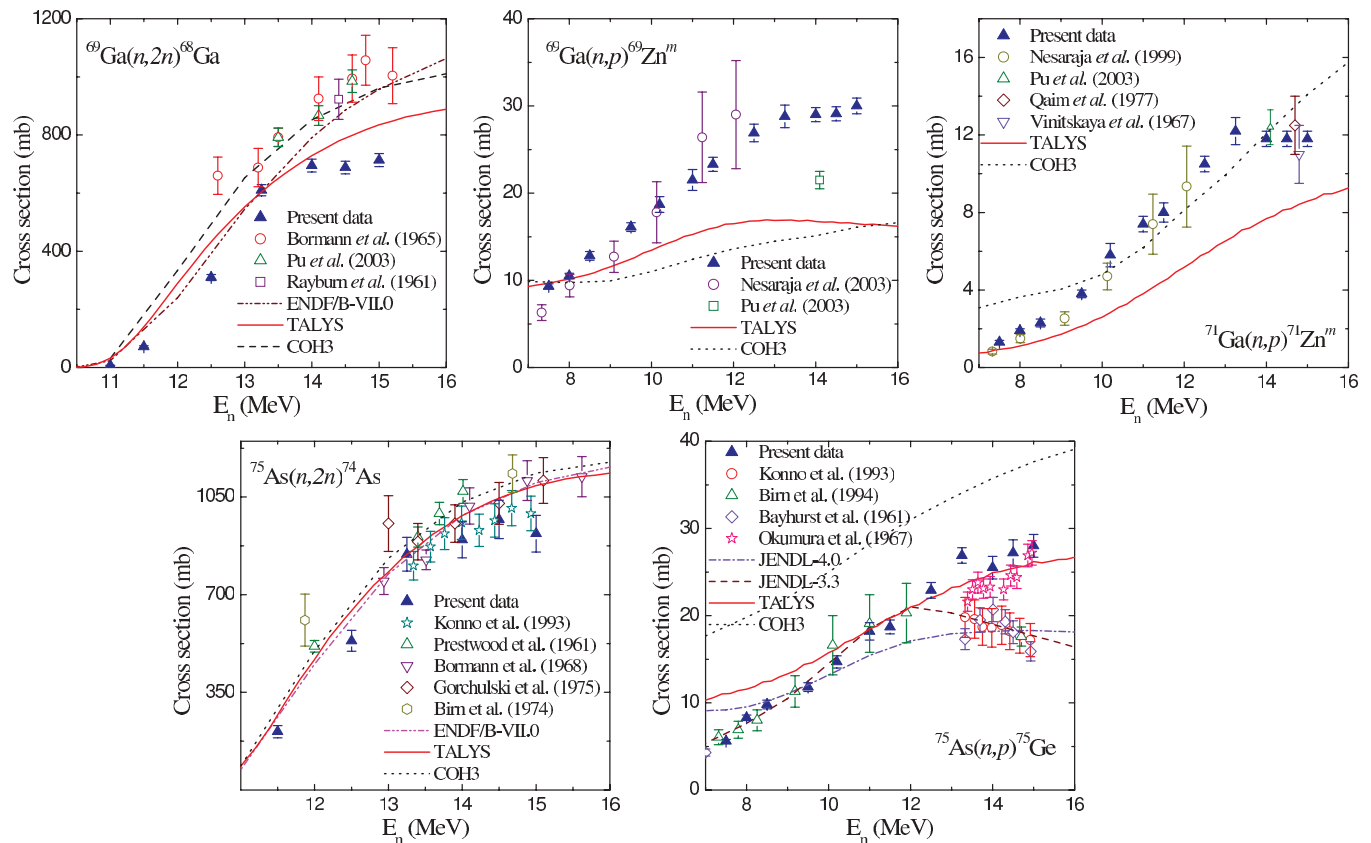 ⁶⁹Ga(n,2n)⁶⁸Ga
Cross section (mb)
1200
800
400
0
Present data
Bormann et al. (1965)
Pu et al. (2003)
Rayburn et al. (1961)
ENDF/B-VII.0
TALYS
COH3
11 12 13 14 15 16
Eₙ (MeV)
⁶⁹Ga(n,p)⁶⁹Znᵐ
Cross section (mb)
40
30
20
10
0
Present data
Nesaraja et al. (2003)
Pu et al. (2003)
TALYS
COH3
8 10 12 14 16
Eₙ (MeV)
Present data
Nesaraja et al. (1999)
Pu et al. (2003)
Qaim et al. (1977)
Vinitskaya et al. (1967)
TALYS
COH3
Cross section (mb)
16
12
8
4
0
⁷¹Ga(n,p)⁷¹Znᵐ
8 10 12 14 16
Eₙ (MeV)
⁷⁵As(n,2n)⁷⁴As
Cross section (mb)
1050
700
350
Present data
Konno et al. (1993)
Prestwood et al. (1961)
Bormann et al. (1968)
Gorchulski et al. (1975)
Birn et al. (1974)
ENDF/B-VII.0
TALYS
COH3
12 13 14 15 16
Eₙ (MeV)
Present data
Konno et al. (1993)
Birn et al. (1994)
Bayhurst et al. (1961)
Okumura et al. (1967)
JENDL-4.0
JENDL-3.3
TALYS
COH3
Cross section (mb)
40
30
20
10
0
⁷⁵As(n,p)⁷⁵Ge
8 10 12 14 16
Eₙ (MeV)